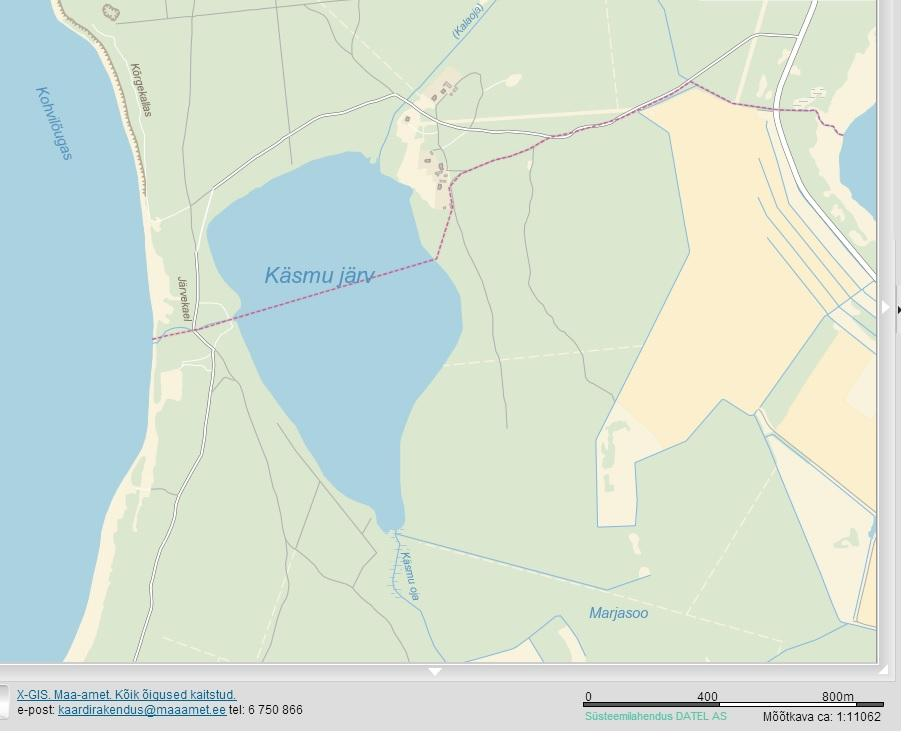 (Kalaoja)
Kõrgekallas
Kohvilõugas
Käsmu järv
Järvekael
Käsmu oja
Marjasoo
X-GIS. Maa-amet. Kõik õigused kaitstud.
e-post: kaardirakendus@maaamet.ee tel: 6 750 866
0 400 800m
Süsteemilahendus DATEL AS
Mõõtkava ca: 1:11062